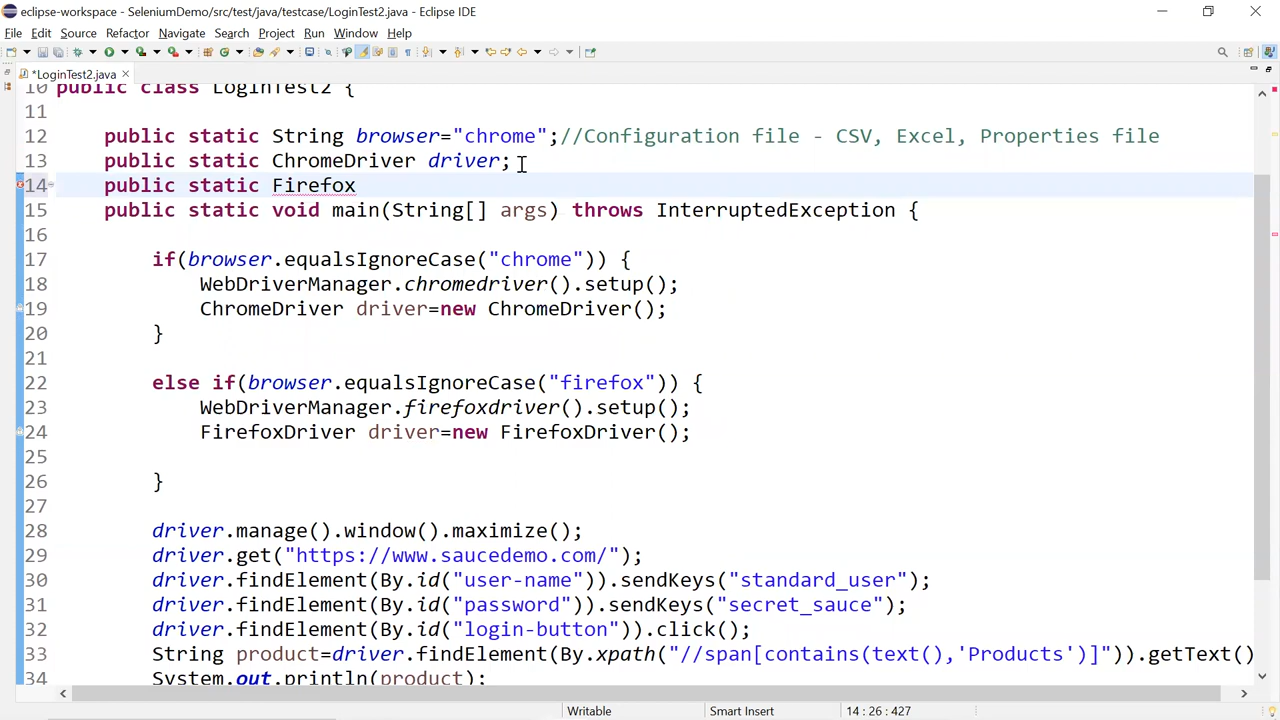 eclipse-workspace - SeleniumDemo/src/test/java/testcase/LoginTest2.java - Eclipse IDE
File Edit Source Refactor Navigate Search Project Run Window Help
*LoginTest2.java
10 public class LoginTest2 {
11
12 public static String browser="chrome";//Configuration file - CSV, Excel, Properties file
13 public static ChromeDriver driver;
14 public static Firefox
15 public static void main(String[] args) throws InterruptedException {
16
17 if(browser.equalsIgnoreCase("chrome")) {
18 WebDriverManager.chromedriver().setup();
19 ChromeDriver driver=new ChromeDriver();
20 }
21
22 else if(browser.equalsIgnoreCase("firefox")) {
23 WebDriverManager.firefoxdriver().setup();
24 FirefoxDriver driver=new FirefoxDriver();
25
26 }
27
28 driver.manage().window().maximize();
29 driver.get("https://www.saucedemo.com/");
30 driver.findElement(By.id("user-name")).sendKeys("standard_user");
31 driver.findElement(By.id("password")).sendKeys("secret_sauce");
32 driver.findElement(By.id("login-button")).click();
33 String product=driver.findElement(By.xpath("//span[contains(text(),'Products')]")).getText()
34 System.out.println(product);
Writable Smart Insert 14 : 26 : 427